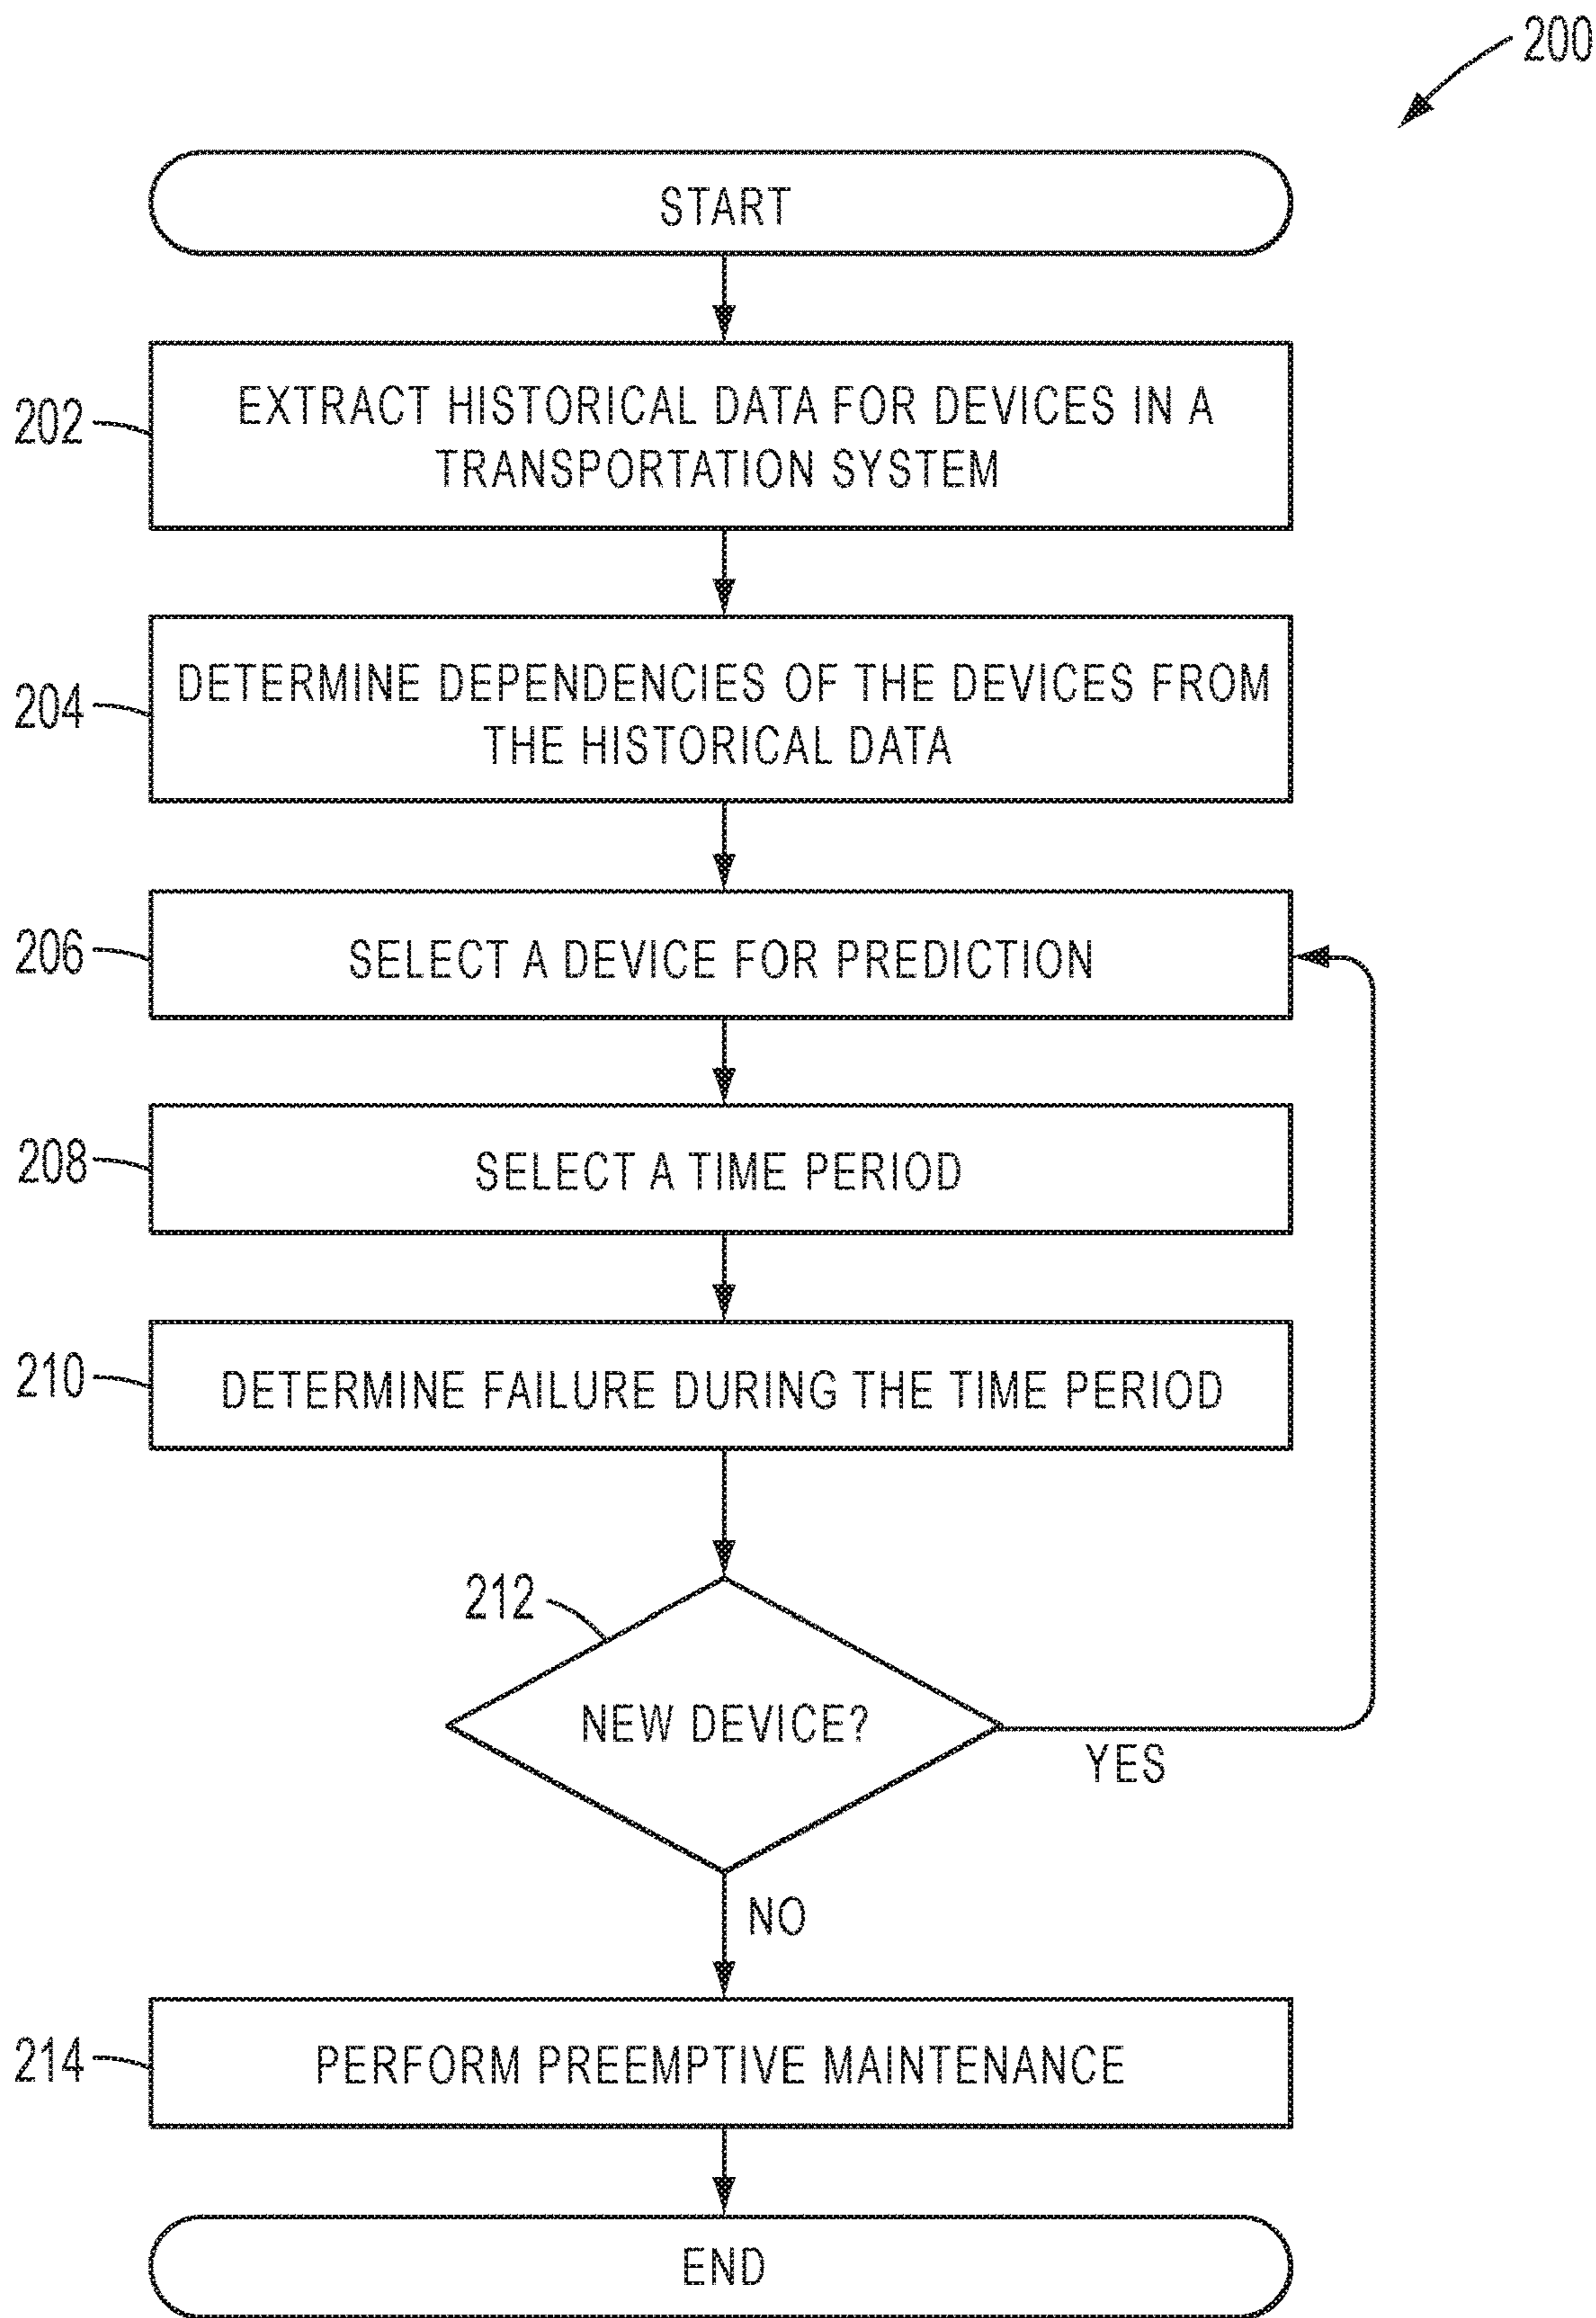 200
START
202
EXTRACT HISTORICAL DATA FOR DEVICES IN A
TRANSPORTATION SYSTEM
204
DETERMINE DEPENDENCIES OF THE DEVICES FROM
THE HISTORICAL DATA
206
SELECT A DEVICE FOR PREDICTION
208
SELECT A TIME PERIOD
210
DETERMINE FAILURE DURING THE TIME PERIOD
212
NEW DEVICE?
YES
NO
214
PERFORM PREEMPTIVE MAINTENANCE
END